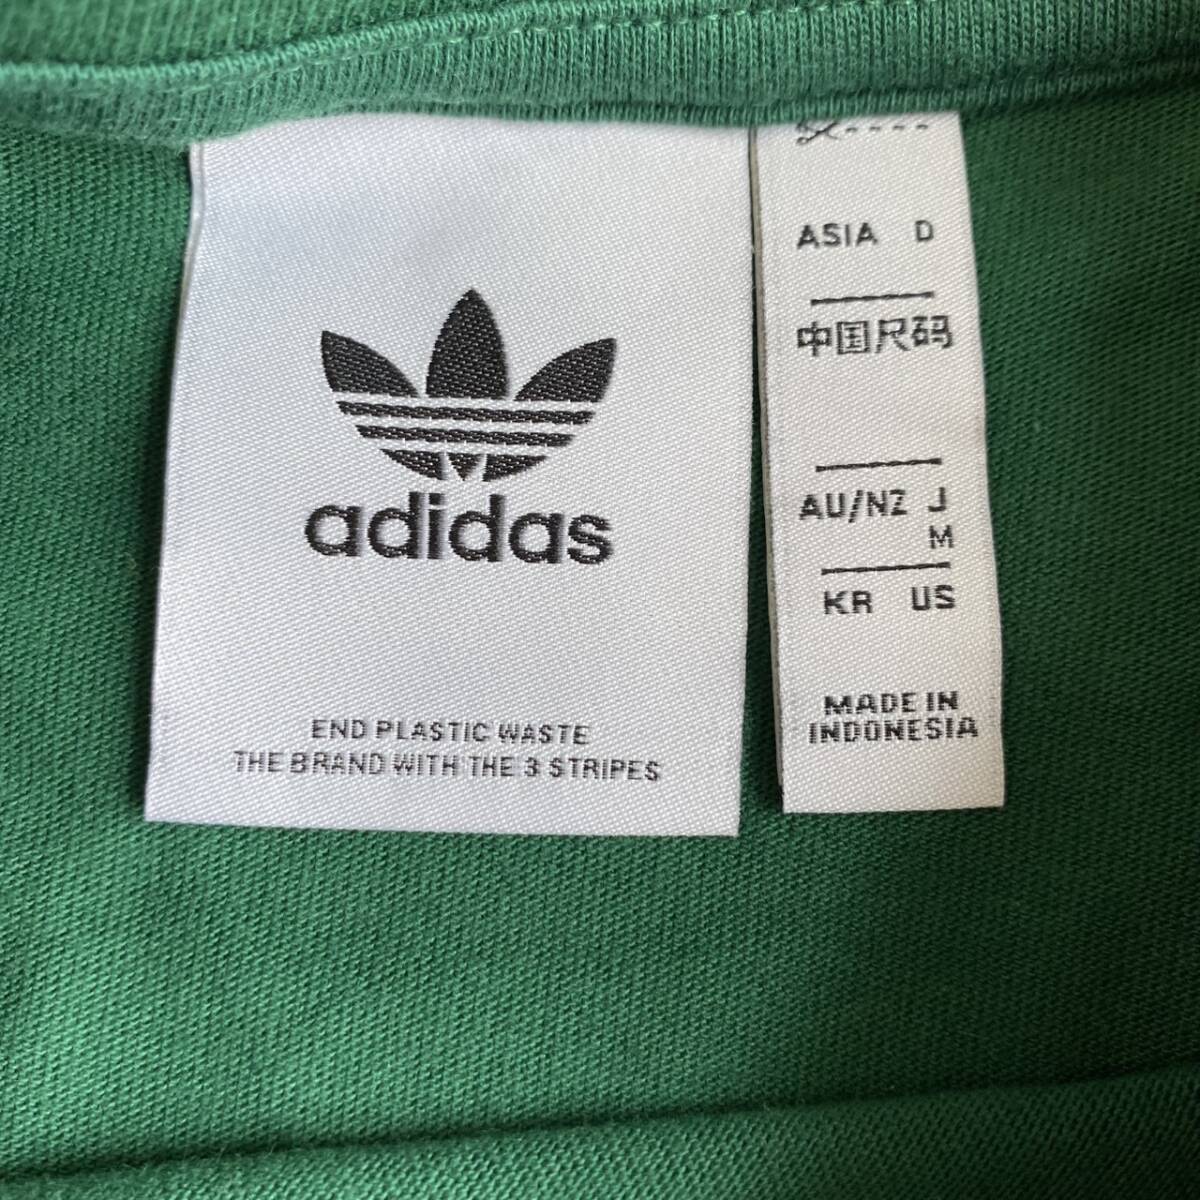 adidas
END PLASTIC WASTE
THE BRAND WITH THE 3 STRIPES
ASIA D
中国尺码
AU/NZ J
M
KR US
MADE IN
INDONESIA